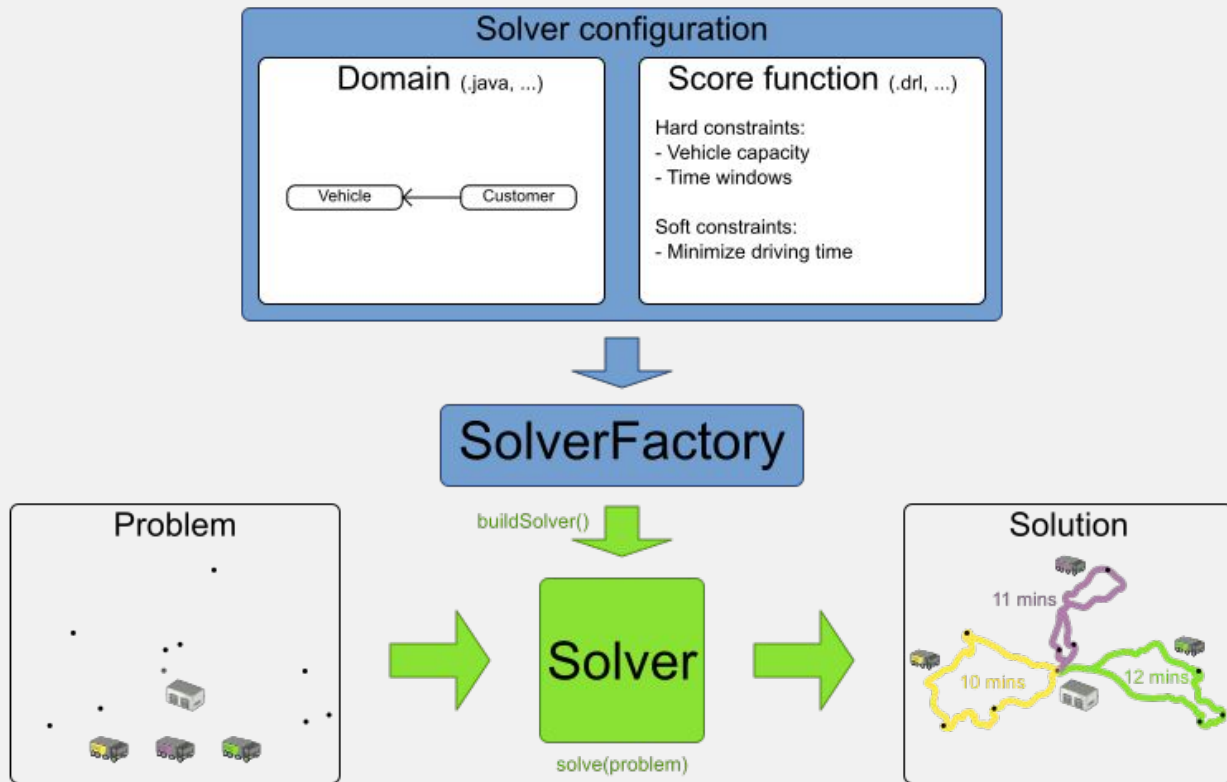 Solver configuration
Domain (.java, ...)
Vehicle
Customer
Score function (.drl, ...)
Hard constraints:
- Vehicle capacity
- Time windows
Soft constraints:
- Minimize driving time
SolverFactory
buildSolver()
Problem
Solver
solve(problem)
Solution
11 mins
10 mins
12 mins